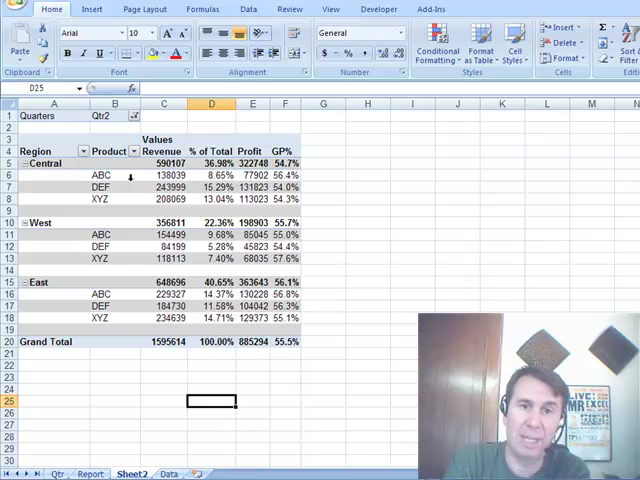 Home Insert Page Layout Formulas Data Review View Developer Add-Ins
Paste
Arial 10 General
Conditional Formatting Format as Table Cell Styles
Insert
Delete
Format
Clipboard Font Alignment Number Styles Cells
D25
A B C D E F G H I J K L M N
1 Quarters Qtr2
2
3 Values
4 Region Product Revenue % of Total Profit GP%
5 Central 590107 36.98% 322748 54.7%
6 ABC 138039 8.65% 77902 56.4%
7 DEF 243999 15.29% 131823 54.0%
8 XYZ 208069 13.04% 113023 54.3%
9
10 West 356811 22.36% 198903 55.7%
11 ABC 154499 9.68% 85045 55.0%
12 DEF 84199 5.28% 45823 54.4%
13 XYZ 118113 7.40% 68035 57.6%
14
15 East 648696 40.65% 363643 56.1%
16 ABC 229327 14.37% 130228 56.8%
17 DEF 184730 11.58% 104042 56.3%
18 XYZ 234639 14.71% 129373 55.1%
19
20 Grand Total 1595614 100.00% 885294 55.5%
21
22
23
24
25
26
27
28
29
30
LIVE!
MR EXCEL
Qtr Report Sheet2 Data